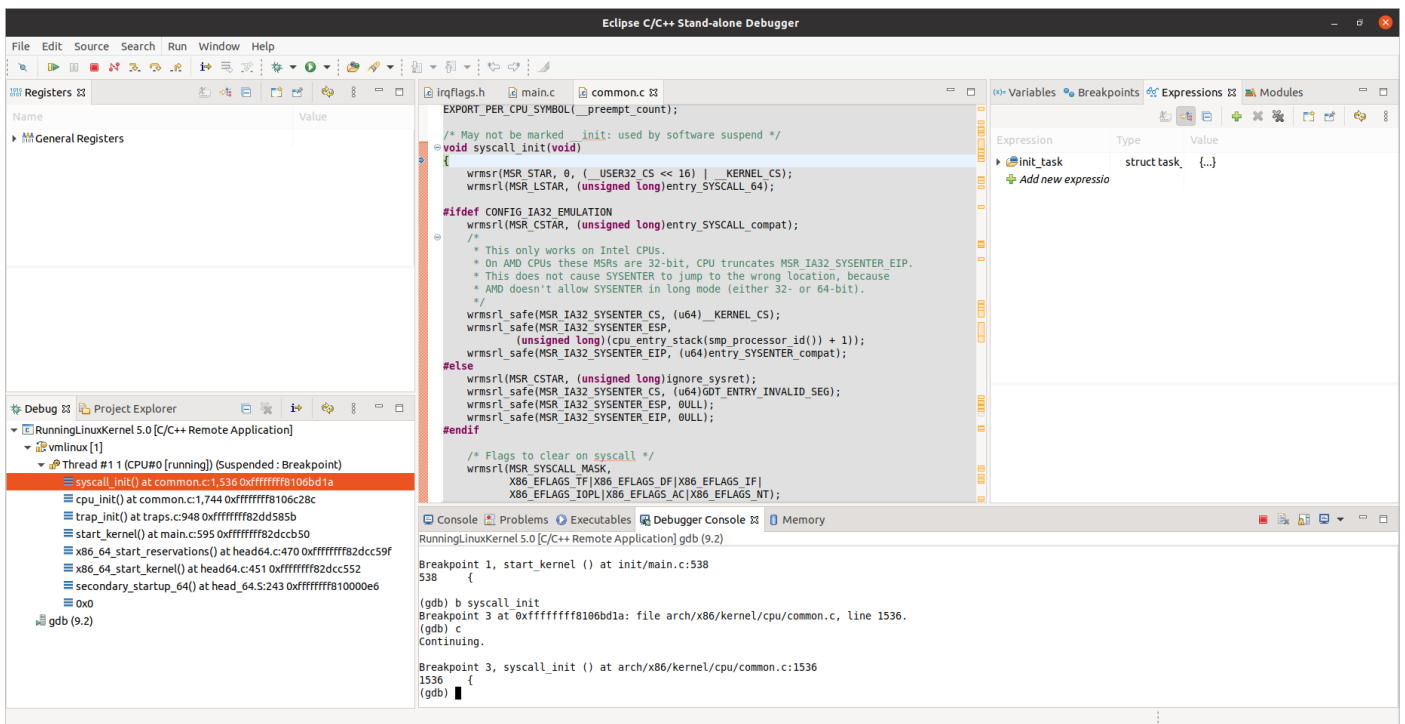 Eclipse C/C++ Stand-alone Debugger
File Edit Source Search Run Window Help
Registers
Name Value
General Registers
Debug Project Explorer
RunningLinuxKernel 5.0 [C/C++ Remote Application]
vmlinux [1]
Thread #1 1 (CPU#0 [running]) (Suspended : Breakpoint)
syscall_init() at common.c:1,536 0xffffffff8106bd1a
cpu_init() at common.c:1,744 0xffffffff8106c28c
trap_init() at traps.c:948 0xffffffff82dd585b
start_kernel() at main.c:595 0xffffffff82dccb50
x86_64_start_reservations() at head64.c:470 0xffffffff82dcc59f
x86_64_start_kernel() at head64.c:451 0xffffffff82dcc552
secondary_startup_64() at head_64.S:243 0xffffffff810000e6
0x0
gdb (9.2)
irqflags.h main.c common.c
EXPORT_PER_CPU_SYMBOL(__preempt_count);
/* May not be marked __init: used by software suspend */
void syscall_init(void)
{
wrmsr(MSR_STAR, 0, (__USER32_CS << 16) | __KERNEL_CS);
wrmsrl(MSR_LSTAR, (unsigned long)entry_SYSCALL_64);
#ifdef CONFIG_IA32_EMULATION
wrmsrl(MSR_CSTAR, (unsigned long)entry_SYSCALL_compat);
/*
* This only works on Intel CPUs.
* On AMD CPUs these MSRs are 32-bit, CPU truncates MSR_IA32_SYSENTER_EIP.
* This does not cause SYSENTER to jump to the wrong location, because
* AMD doesn't allow SYSENTER in long mode (either 32- or 64-bit).
*/
wrmsrl_safe(MSR_IA32_SYSENTER_CS, (u64)__KERNEL_CS);
wrmsrl_safe(MSR_IA32_SYSENTER_ESP,
(unsigned long)(cpu_entry_stack(smp_processor_id()) + 1));
wrmsrl_safe(MSR_IA32_SYSENTER_EIP, (u64)entry_SYSENTER_compat);
#else
wrmsrl(MSR_CSTAR, (unsigned long)ignore_sysret);
wrmsrl_safe(MSR_IA32_SYSENTER_CS, (u64)GDT_ENTRY_INVALID_SEG);
wrmsrl_safe(MSR_IA32_SYSENTER_ESP, 0ULL);
wrmsrl_safe(MSR_IA32_SYSENTER_EIP, 0ULL);
#endif
/* Flags to clear on syscall */
wrmsrl(MSR_SYSCALL_MASK,
X86_EFLAGS_TF|X86_EFLAGS_DF|X86_EFLAGS_IF|
X86_EFLAGS_IOPL|X86_EFLAGS_AC|X86_EFLAGS_NT);
Console Problems Executables Debugger Console Memory
RunningLinuxKernel 5.0 [C/C++ Remote Application] gdb (9.2)
Breakpoint 1, start_kernel () at init/main.c:538
538 {
(gdb) b syscall_init
Breakpoint 3 at 0xffffffff8106bd1a: file arch/x86/kernel/cpu/common.c, line 1536.
(gdb) c
Continuing.
Breakpoint 3, syscall_init () at arch/x86/kernel/cpu/common.c:1536
1536 {
(gdb)
Variables Breakpoints Expressions Modules
Expression Type Value
init_task struct task_ {...}
Add new expressio